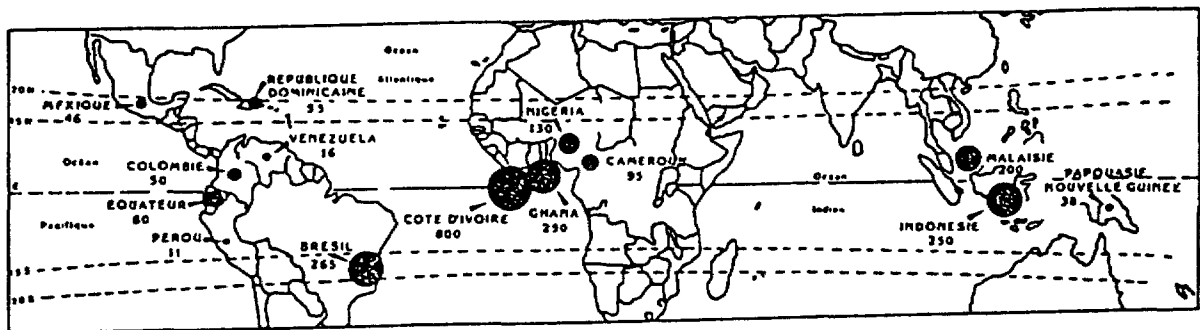 Océan
Atlantique
REPUBLIQUE
DOMINICAINE
55
20N
MEXIQUE
46
15N
VENEZUELA
16
Océan
COLOMBIE
50
E
EQUATEUR
80
Pacifique
PEROU
11
BRESIL
265
15S
20S
NIGERIA
130
CAMEROUN
95
COTE D'IVOIRE
800
GHANA
290
Océan
Indien
MALAISIE
200
PAPOUASIE
NOUVELLE GUINEE
38
INDONESIE
250